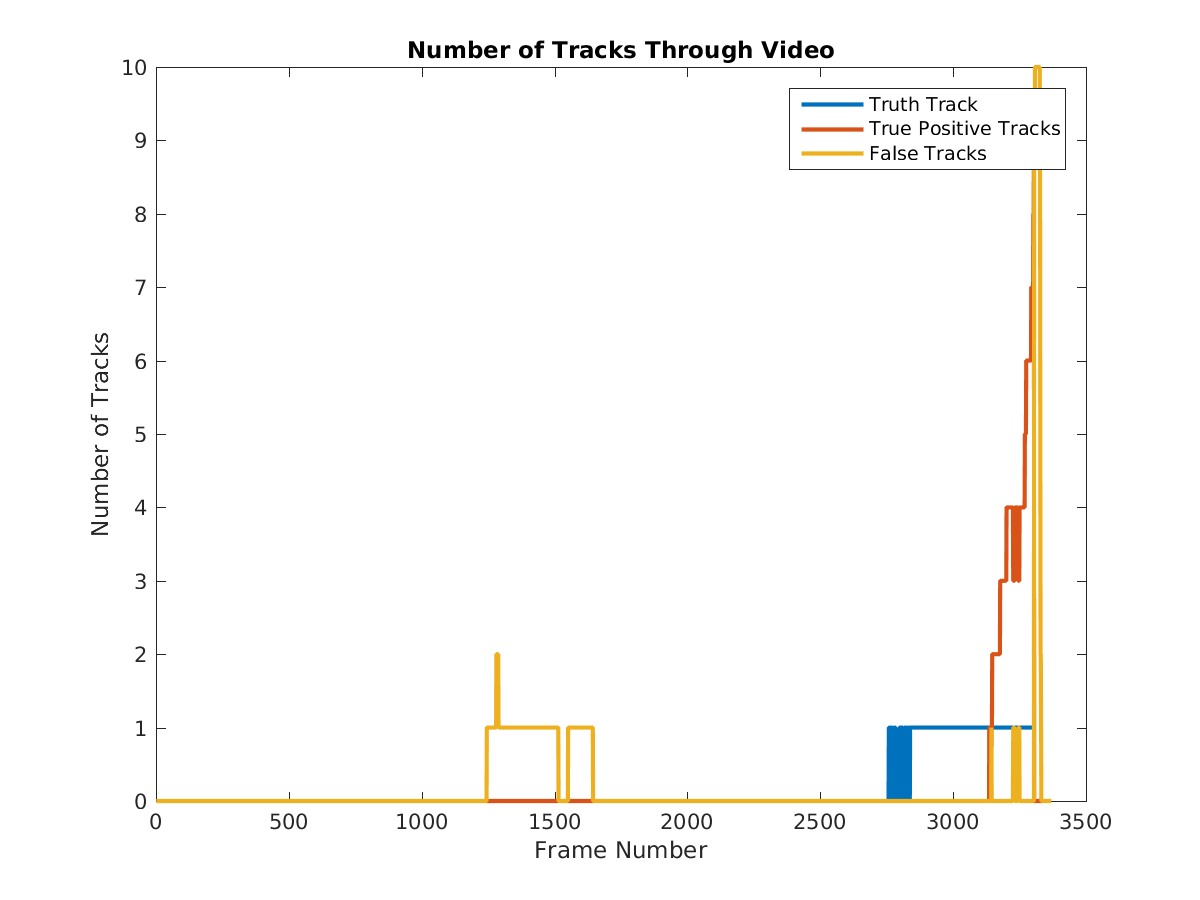 Number of Tracks Through Video
10
9
8
7
6
5
4
3
2
1
0
Number of Tracks
Truth Track
True Positive Tracks
False Tracks
0 500 1000 1500 2000 2500 3000 3500
Frame Number